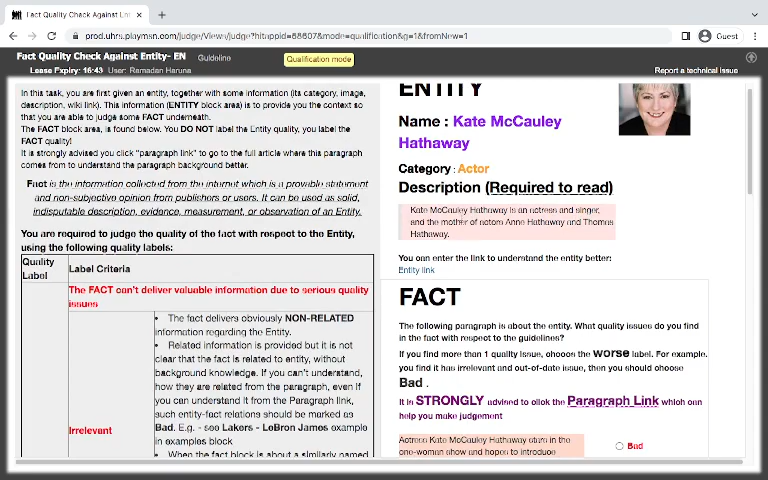 Fact Quality Check Against Ent
prod.uhrs.playmsn.com/judge/Views/judge?hitappid=88607&mode=qualification&g=1&fromNew=1
Guest
Fact Quality Check Against Entity- EN
Guideline
Qualification mode
Lease Expiry: 16:43 User: Ramadan Haruna
Report a technical issue
In this task, you are first given an entity, together with some information (its category, image,
description, wiki link). This information (ENTITY block area) is to provide you the context so
that you are able to judge some FACT underneath.
The FACT block area, is found below. You DO NOT label the Entity quality, you label the
FACT quality!
It is strongly advised you click "paragraph link" to go to the full article where this paragraph
comes from to understand the paragraph background better.
Fact is the information collected from the internet which is a provable statement
and non-subjective opinion from publishers or users. It can be used as solid,
indisputable description, evidence, measurement, or observation of an Entity.
You are required to judge the quality of the fact with respect to the Entity,
using the following quality labels:
Quality
Label
Label Criteria
The FACT can't deliver valuable information due to serious quality
issues
Irrelevant
• The fact delivers obviously NON-RELATED
information regarding the Entity.
• Related information is provided but it is not
clear that the fact is related to entity, without
background knowledge. If you can't understand,
how they are related from the paragraph, even if
you can understand it from the Paragraph link,
such entity-fact relations should be marked as
Bad. E.g. - see Lakers - LeBron James example
in examples block
• When the fact block is about a similarly named
ENTITY
Name : Kate McCauley
Hathaway
Category : Actor
Description (Required to read)
Kate McCauley Hathaway is an actress and singer,
and the mother of actors Anne Hathaway and Thomas
Hathaway.
You can enter the link to understand the entity better:
Entity link
FACT
The following paragraph is about the entity. What quality issues do you find
in the fact with respect to the guidelines?
If you find more than 1 quality issue, choose the worse label. For example,
you find it has irrelevant and out-of-date issue, then you should choose
Bad .
It is STRONGLY advised to click the Paragraph Link which can
help you make judgement
Actress Kate McCauley Hathaway stars in the
one-woman show and hopes to introduce
Bad